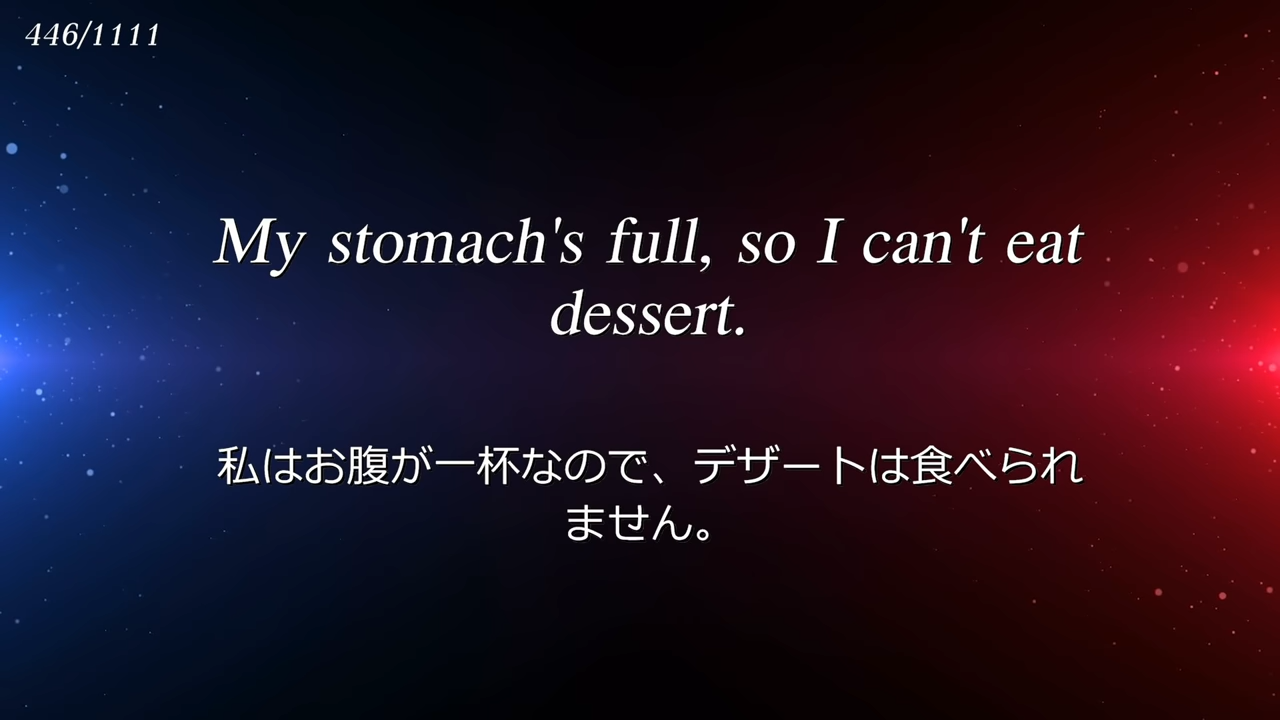 446/1111
My stomach's full, so I can't eat
dessert.
私はお腹が一杯なので、デザートは食べられ
ません。